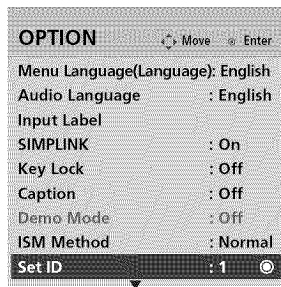 OPTION Move Enter
Menu Language(Language): English
Audio Language : English
Input Label
SIMPLINK : On
Key Lock : Off
Caption : Off
Demo Mode : Off
ISM Method : Normal
Set ID : 1